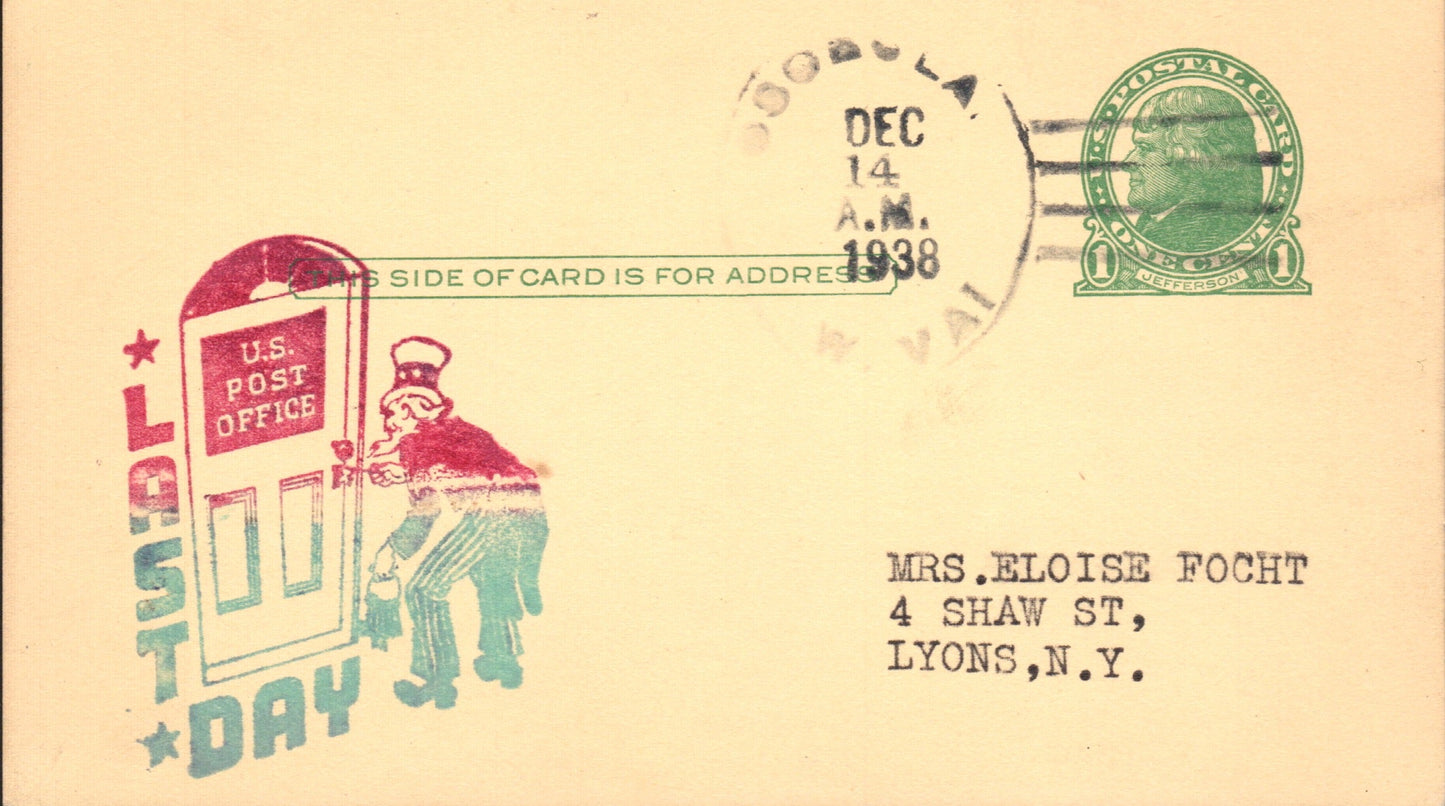 DEC
14
A.M.
1938
U.S. POSTAL CARD
ONE CENT
1 1
JEFFERSON
THIS SIDE OF CARD IS FOR ADDRESS
U.S.
POST
OFFICE
LAST
DAY
MRS.ELOISE FOCHT
4 SHAW ST,
LYONS,N.Y.